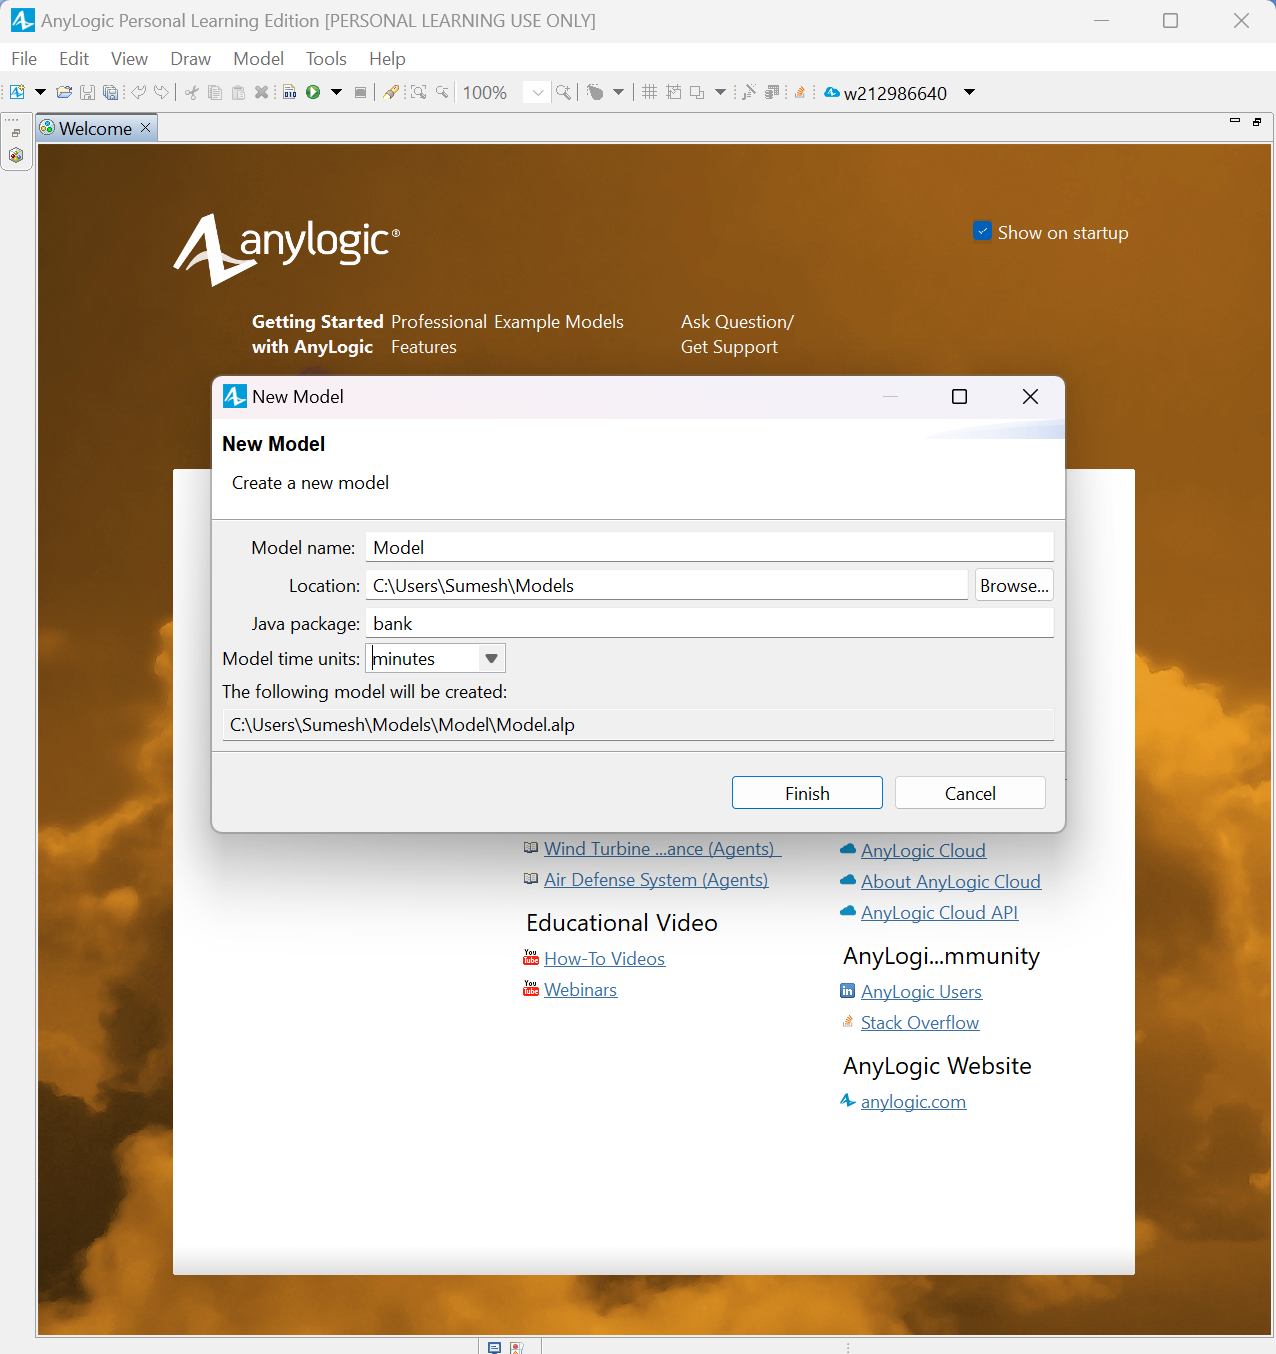 AnyLogic Personal Learning Edition [PERSONAL LEARNING USE ONLY]
File Edit View Draw Model Tools Help
100%
w212986640
Welcome
anylogic®
Show on startup
Getting Started with AnyLogic
Professional Features
Example Models
Ask Question/
Get Support
New Model
New Model
Create a new model
Model name: Model
Location: C:\Users\Sumesh\Models Browse...
Java package: bank
Model time units: minutes
The following model will be created:
C:\Users\Sumesh\Models\Model\Model.alp
Finish Cancel
Wind Turbine ...ance (Agents)
Air Defense System (Agents)
Educational Video
You Tube How-To Videos
You Tube Webinars
AnyLogic Cloud
About AnyLogic Cloud
AnyLogic Cloud API
AnyLogi...mmunity
in AnyLogic Users
Stack Overflow
AnyLogic Website
anylogic.com